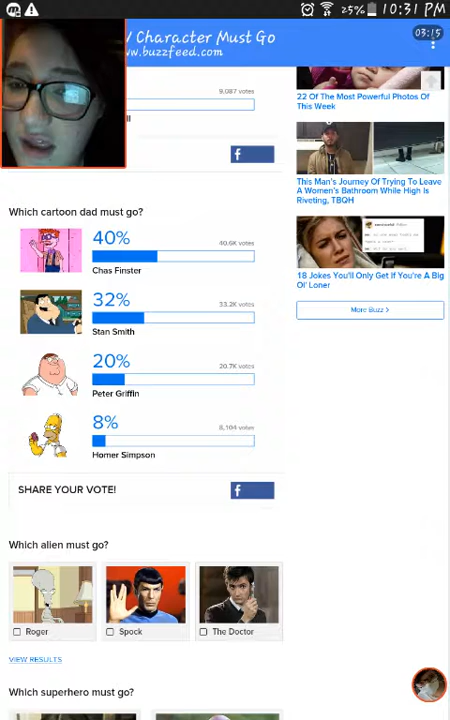 25% 10:31 PM
V Character Must Go
03:15
w.buzzfeed.com
9,087 votes
ll
f
22 Of The Most Powerful Photos Of
This Week
This Man's Journey Of Trying To Leave
A Women's Bathroom While High Is
Riveting, TBQH
18 Jokes You'll Only Get If You're A Big
Ol' Loner
More Buzz >
Which cartoon dad must go?
40%
40.6K votes
Chas Finster
32%
33.2K votes
Stan Smith
20%
20.7K votes
Peter Griffin
8%
8,104 votes
Homer Simpson
SHARE YOUR VOTE!
f
Which alien must go?
Roger
Spock
The Doctor
VIEW RESULTS
Which superhero must go?